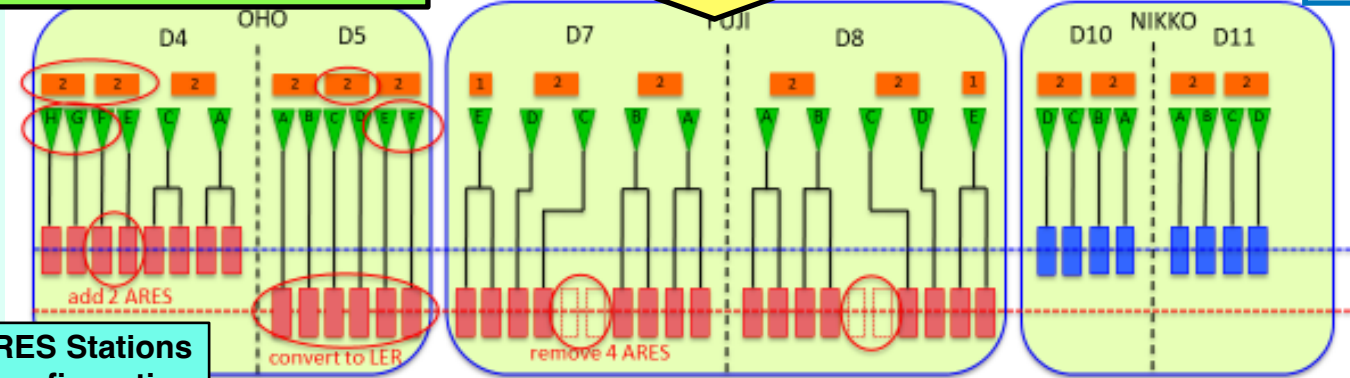 OHO
FUJI
NIKKO
D4
D5
D7
D8
D10
D11
2 2 2 2 2 2 1 2 2 2 2 1 2 2 2 2
H G F E C A A B C D E F E D C B A A B C D E D C B A A B C D
add 2 ARES
convert to LER
remove 4 ARES
ARES Stations